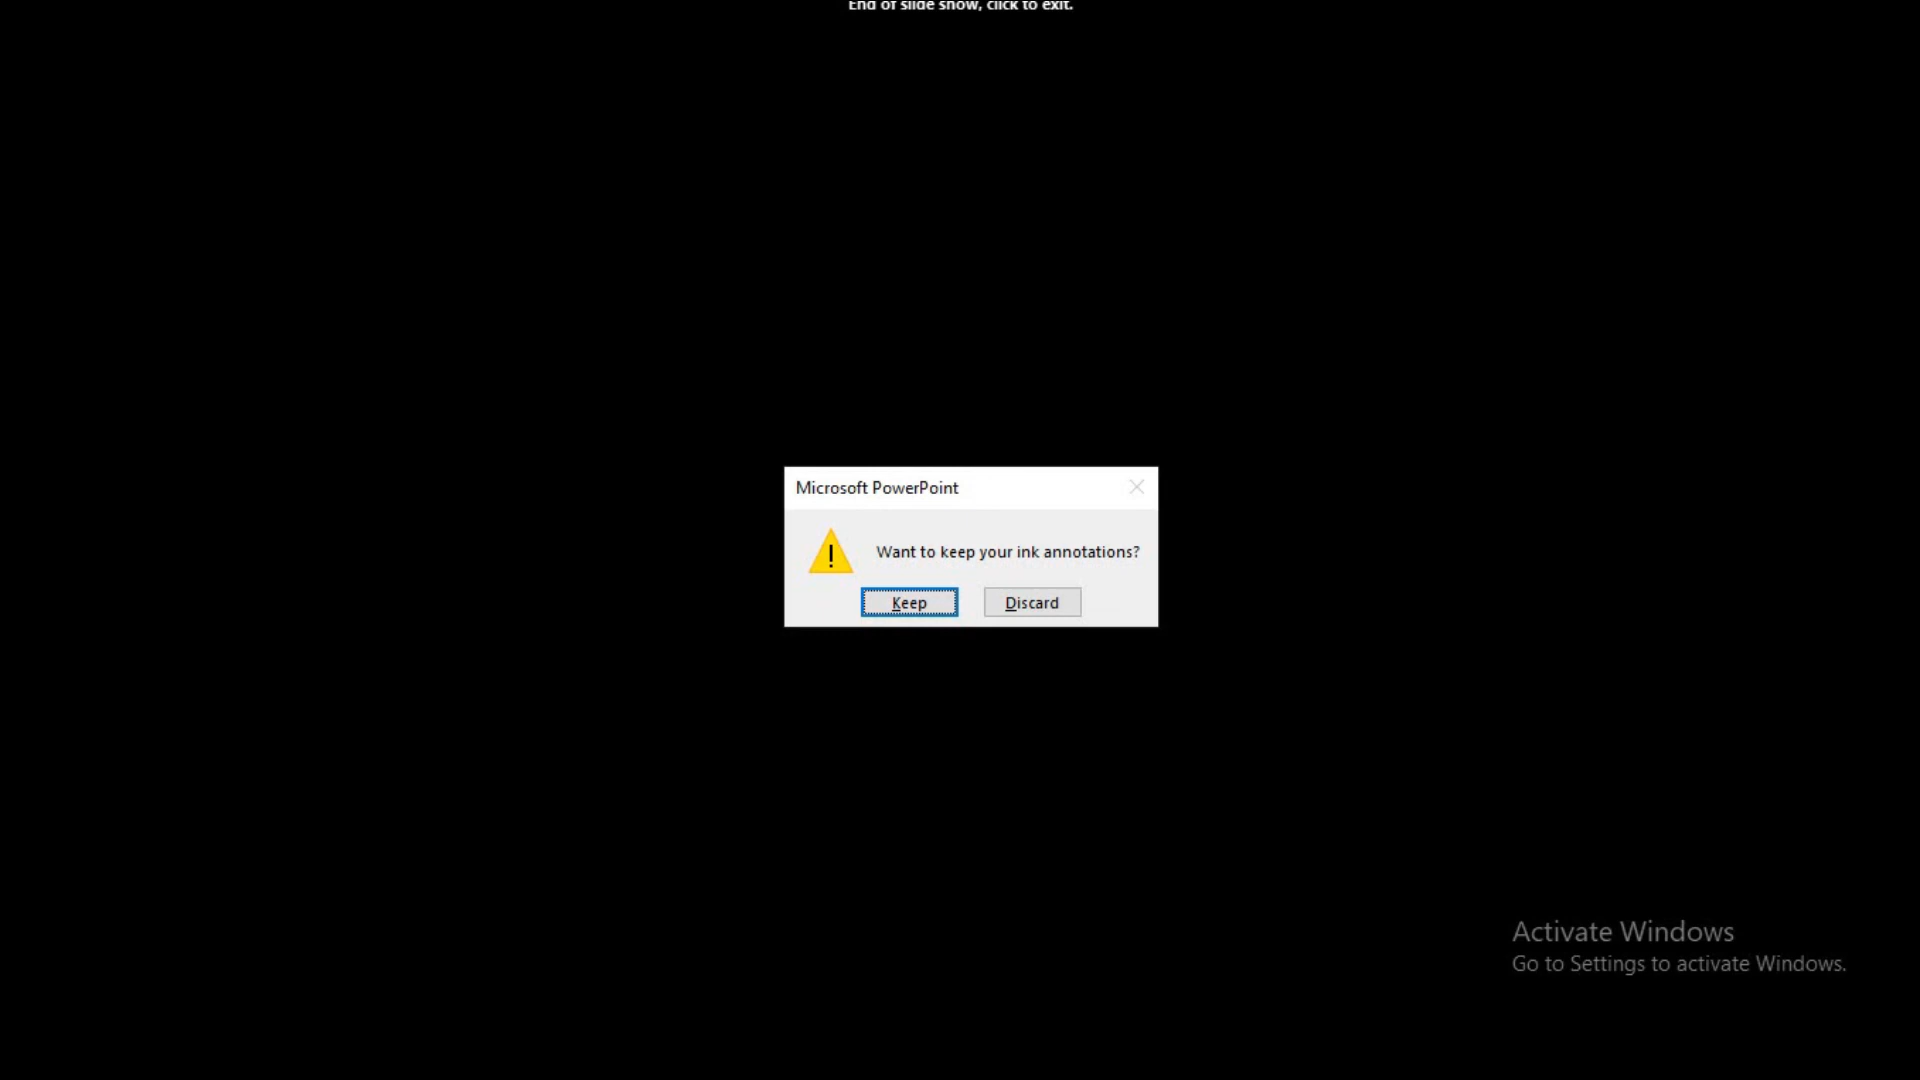 End of slide show, click to exit.
Microsoft PowerPoint
Want to keep your ink annotations?
Keep
Discard
Activate Windows
Go to Settings to activate Windows.